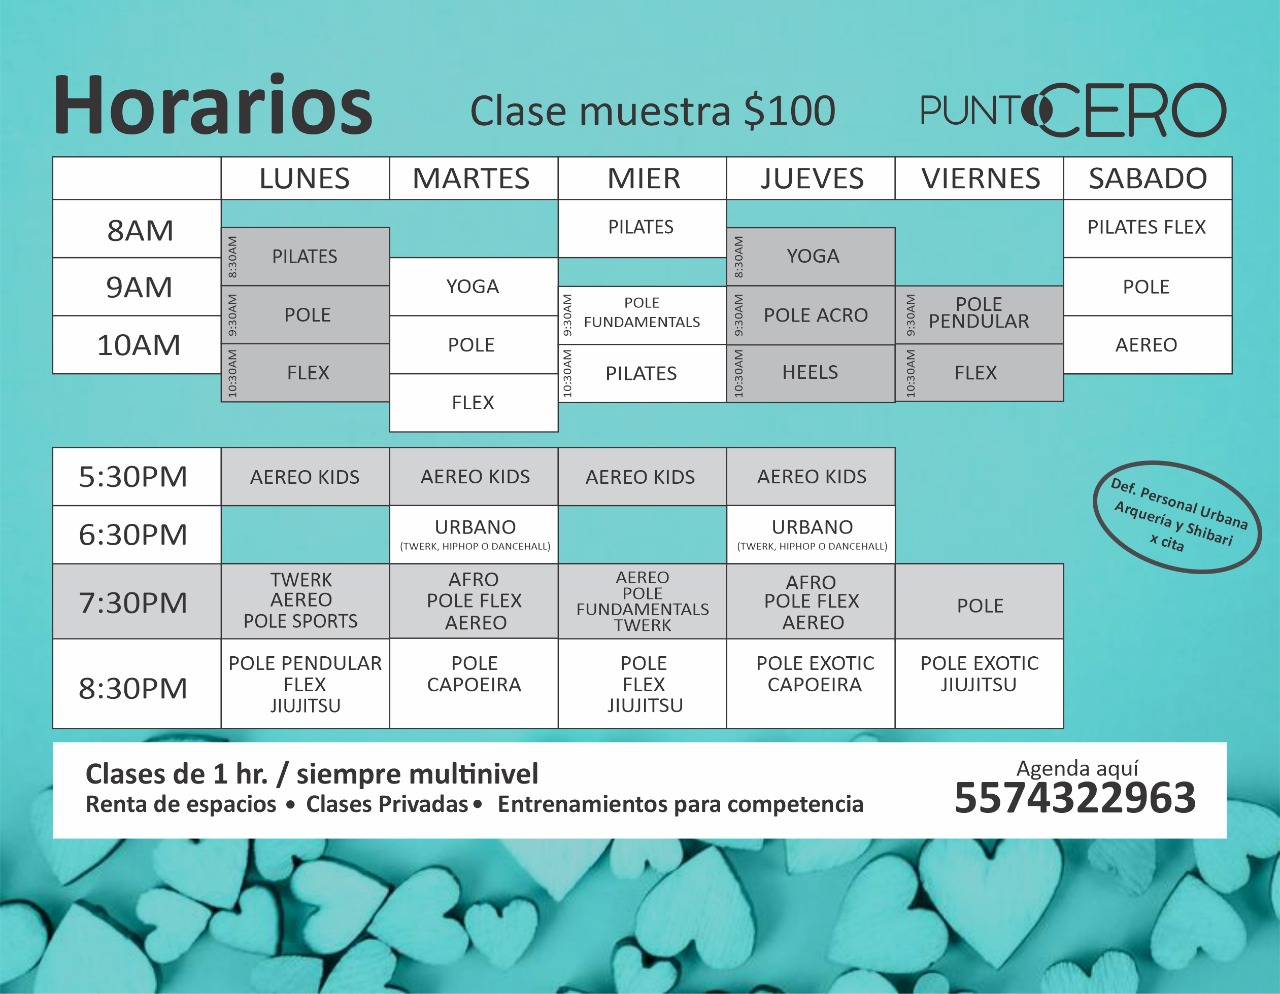 Horarios
Clase muestra $100
PUNTOCERO
LUNES MARTES MIER JUEVES VIERNES SABADO
8AM
PILATES
PILATES FLEX
8:30AM PILATES
8:30AM YOGA
9AM
YOGA
POLE
9:30AM POLE
9:30AM POLE
FUNDAMENTALS
9:30AM POLE ACRO
9:30AM POLE
PENDULAR
10AM
POLE
AEREO
10:30AM FLEX
10:30AM PILATES
10:30AM HEELS
10:30AM FLEX
FLEX
5:30PM
AEREO KIDS
AEREO KIDS
AEREO KIDS
AEREO KIDS
6:30PM
URBANO
(TWERK, HIPHOP O DANCEHALL)
URBANO
(TWERK, HIPHOP O DANCEHALL)
7:30PM
TWERK
AEREO
POLE SPORTS
AFRO
POLE FLEX
AEREO
AEREO
POLE
FUNDAMENTALS
TWERK
AFRO
POLE FLEX
AEREO
POLE
8:30PM
POLE PENDULAR
FLEX
JIUJITSU
POLE
CAPOEIRA
POLE
FLEX
JIUJITSU
POLE EXOTIC
CAPOEIRA
POLE EXOTIC
JIUJITSU
Def. Personal Urbana
Arquería y Shibari
x cita
Clases de 1 hr. / siempre multinivel
Renta de espacios • Clases Privadas • Entrenamientos para competencia
Agenda aquí
5574322963